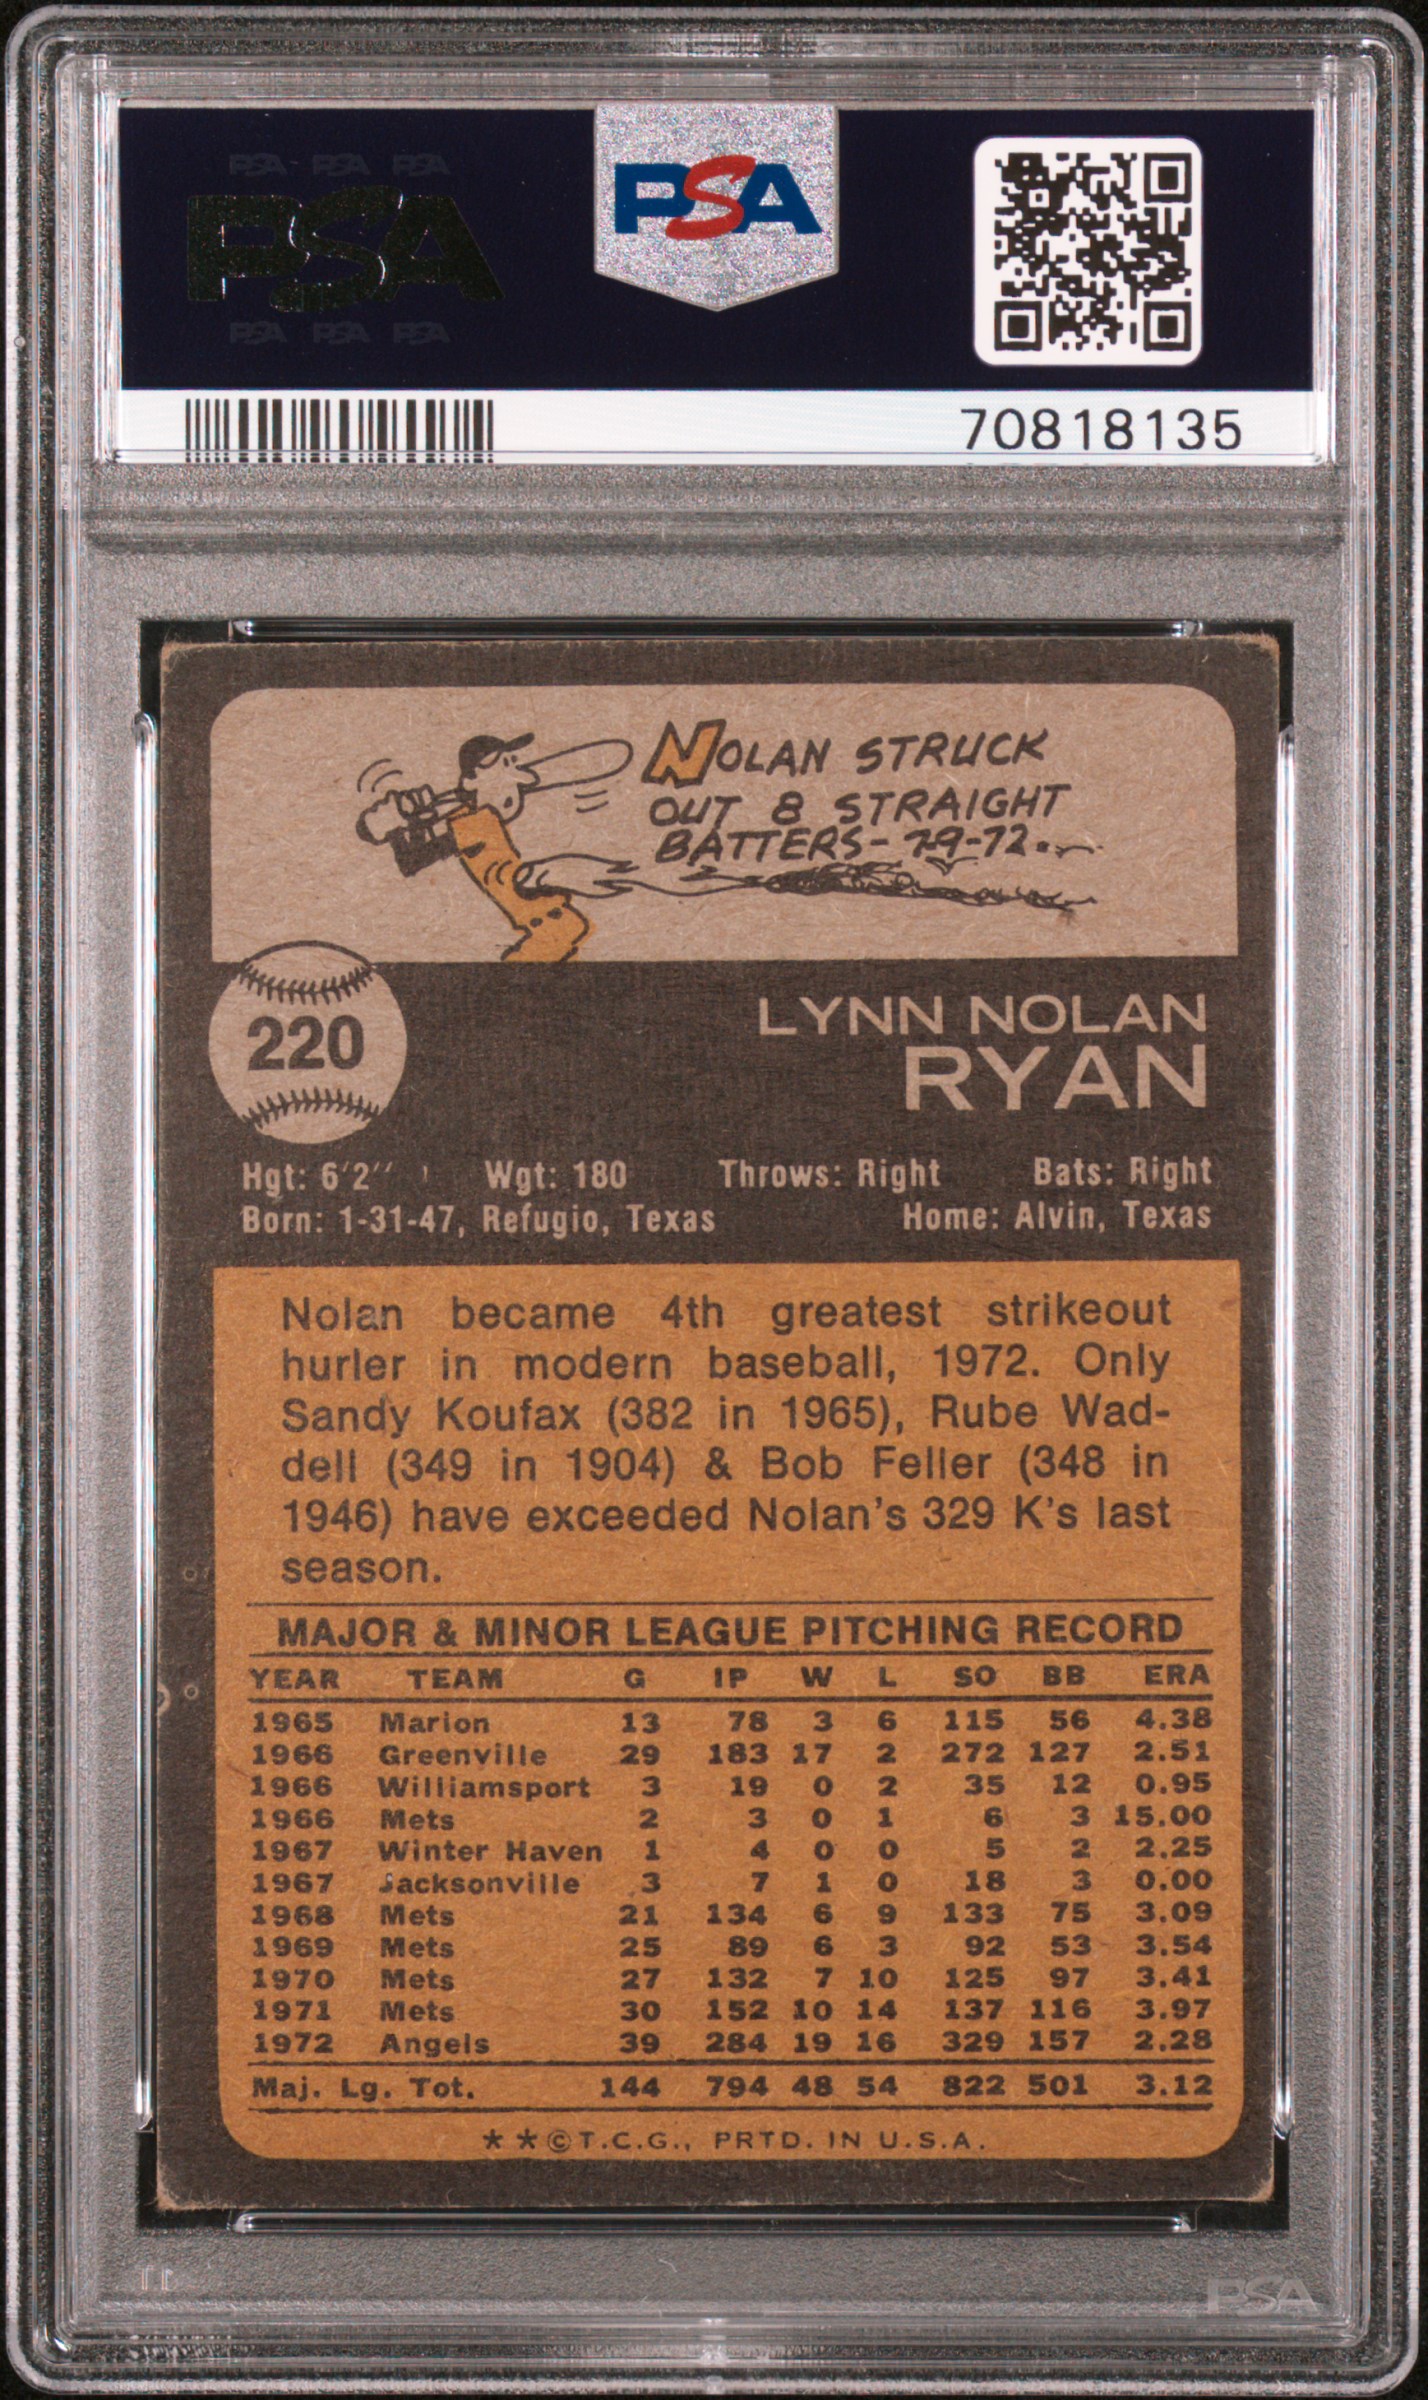 PSA PSA PSA
PSA
PSA PSA PSA
PSA
70818135
NOLAN STRUCK
OUT 8 STRAIGHT
BATTERS-7-9-72.
220
LYNN NOLAN
RYAN
Hgt: 6'2" Wgt: 180 Throws: Right Bats: Right
Born: 1-31-47, Refugio, Texas Home: Alvin, Texas
Nolan became 4th greatest strikeout
hurler in modern baseball, 1972. Only
Sandy Koufax (382 in 1965), Rube Wad-
dell (349 in 1904) & Bob Feller (348 in
1946) have exceeded Nolan's 329 K's last
season.
MAJOR & MINOR LEAGUE PITCHING RECORD
YEAR TEAM G IP W L SO BB ERA
1965 Marion 13 78 3 6 115 56 4.38
1966 Greenville 29 183 17 2 272 127 2.51
1966 Williamsport 3 19 0 2 35 12 0.95
1966 Mets 2 3 0 1 6 3 15.00
1967 Winter Haven 1 4 0 0 5 2 2.25
1967 Jacksonville 3 7 1 0 18 3 0.00
1968 Mets 21 134 6 9 133 75 3.09
1969 Mets 25 89 6 3 92 53 3.54
1970 Mets 27 132 7 10 125 97 3.41
1971 Mets 30 152 10 14 137 116 3.97
1972 Angels 39 284 19 16 329 157 2.28
Maj. Lg. Tot. 144 794 48 54 822 501 3.12
**©T.C.G., PRTD. IN U.S.A.
PSA